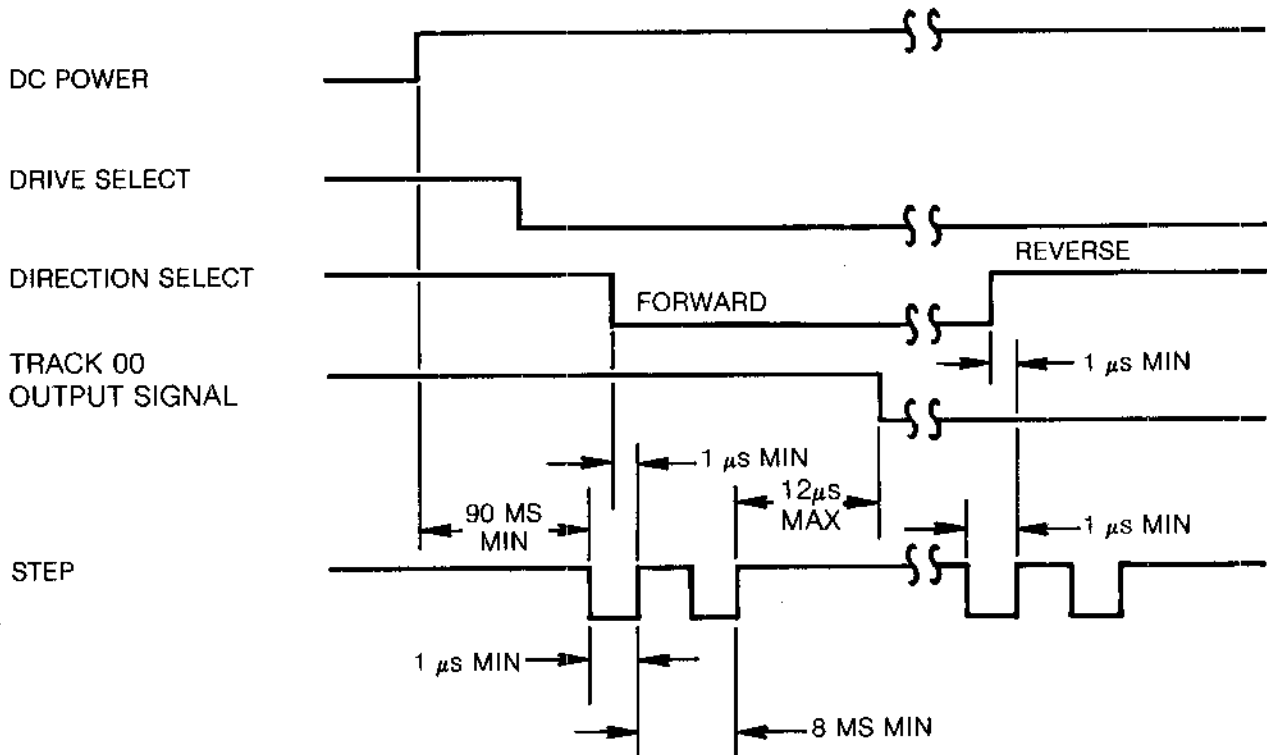 DC POWER
DRIVE SELECT
REVERSE
DIRECTION SELECT
FORWARD
TRACK 00
OUTPUT SIGNAL
1 μs MIN
1 μs MIN
12μs
MAX
90 MS
MIN
1 μs MIN
STEP
1 μs MIN
8 MS MIN